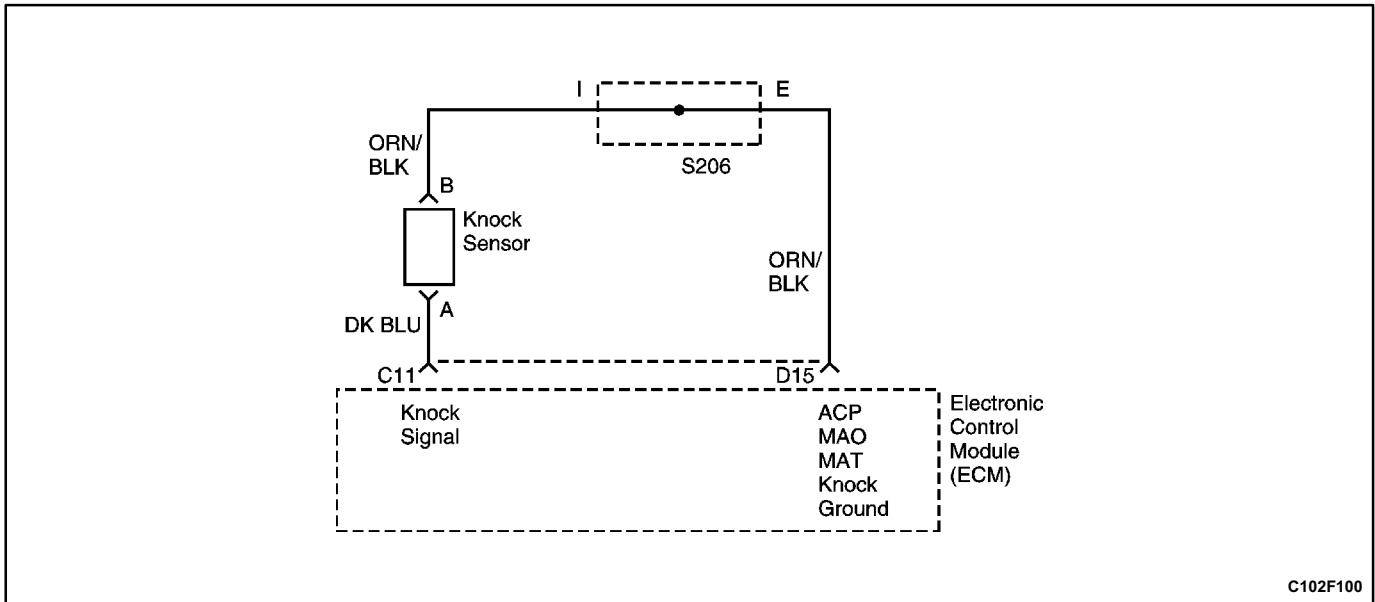 I
E
S206
ORN/
BLK
B
Knock
Sensor
ORN/
BLK
A
DK BLU
C11
D15
Knock
Signal
ACP
MAO
MAT
Knock
Ground
Electronic
Control
Module
(ECM)
C102F100